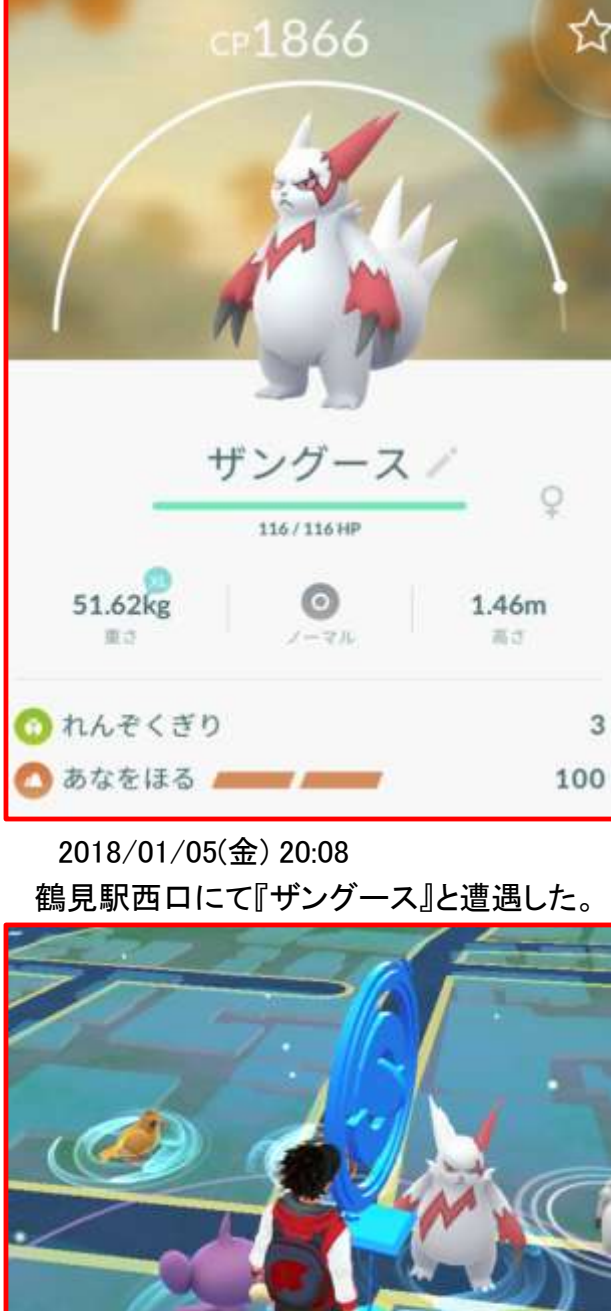 CP1866
ザングース
116 / 116 HP
XL
51.62kg
1.46m
重さ
ノーマル
高さ
れんぞくぎり 3
あなをほる 100
2018/01/05(金) 20:08
鶴見駅西口にて『ザングース』と遭遇した。